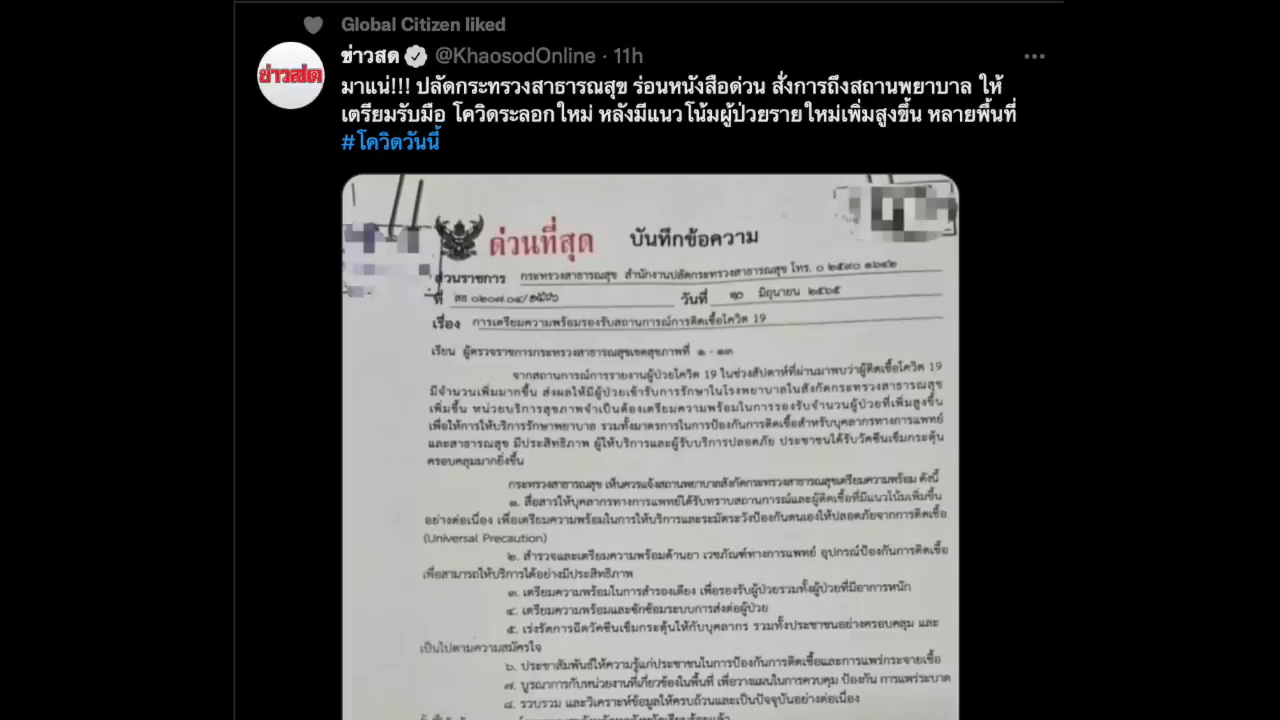 Global Citizen liked
ข่าวสด @KhaosodOnline · 11h
ข่าวสด
มาแน่!!! ปลัดกระทรวงสาธารณสุข ร่อนหนังสือด่วน สั่งการถึงสถานพยาบาล ให้
เตรียมรับมือ โควิดระลอกใหม่ หลังมีแนวโน้มผู้ป่วยรายใหม่เพิ่มสูงขึ้น หลายพื้นที่
#โควิดวันนี้
ด่วนที่สุด บันทึกข้อความ
ส่วนราชการ กระทรวงสาธารณสุข สำนักงานปลัดกระทรวงสาธารณสุข โทร. ๐ ๒๕๙๐ ๑๖๔๒
ที่ สธ ๐๒๐๗.๐๔/ วันที่ ๒๐ มิถุนายน ๒๕๖๕
เรื่อง การเตรียมความพร้อมรองรับสถานการณ์การติดเชื้อโควิด 19
เรียน ผู้ตรวจราชการกระทรวงสาธารณสุขเขตสุขภาพที่ ๑ - ๑๓
จากสถานการณ์การรายงานผู้ป่วยโควิด 19 ในช่วงสัปดาห์ที่ผ่านมาพบว่าผู้ติดเชื้อโควิด 19
มีจำนวนเพิ่มมากขึ้น ส่งผลให้มีผู้ป่วยเข้ารับการรักษาในโรงพยาบาลในสังกัดกระทรวงสาธารณสุข
เพิ่มขึ้น หน่วยบริการสุขภาพจำเป็นต้องเตรียมความพร้อมในการรองรับจำนวนผู้ป่วยที่เพิ่มสูงขึ้น
เพื่อให้การให้บริการรักษาพยาบาล รวมทั้งมาตรการในการป้องกันการติดเชื้อสำหรับบุคลากรทางการแพทย์
และสาธารณสุข มีประสิทธิภาพ ผู้ให้บริการและผู้รับบริการปลอดภัย ประชาชนได้รับวัคซีนเข็มกระตุ้น
ครอบคลุมมากยิ่งขึ้น
กระทรวงสาธารณสุข เห็นควรแจ้งสถานพยาบาลสังกัดกระทรวงสาธารณสุขเตรียมความพร้อม ดังนี้
๑. สื่อสารให้บุคลากรทางการแพทย์ได้รับทราบสถานการณ์และผู้ติดเชื้อที่มีแนวโน้มเพิ่มขึ้น
อย่างต่อเนื่อง เพื่อเตรียมความพร้อมในการให้บริการและระมัดระวังป้องกันตนเองให้ปลอดภัยจากการติดเชื้อ
(Universal Precaution)
๒. สำรวจและเตรียมความพร้อมด้านยา เวชภัณฑ์ทางการแพทย์ อุปกรณ์ป้องกันการติดเชื้อ
เพื่อสามารถให้บริการได้อย่างมีประสิทธิภาพ
๓. เตรียมความพร้อมในการสำรองเตียง เพื่อรองรับผู้ป่วยรวมทั้งผู้ป่วยที่มีอาการหนัก
๔. เตรียมความพร้อมและซักซ้อมระบบการส่งต่อผู้ป่วย
๕. เร่งรัดการฉีดวัคซีนเข็มกระตุ้นให้กับบุคลากร รวมทั้งประชาชนอย่างครอบคลุม และ
เป็นไปตามความสมัครใจ
๖. ประชาสัมพันธ์ให้ความรู้แก่ประชาชนในการป้องกันการติดเชื้อและการแพร่กระจายเชื้อ
๗. บูรณาการกับหน่วยงานที่เกี่ยวข้องในพื้นที่ เพื่อวางแผนในการควบคุม ป้องกัน การแพร่ระบาด
๘. รวบรวม และวิเคราะห์ข้อมูลให้ครบถ้วนและเป็นปัจจุบันอย่างต่อเนื่อง